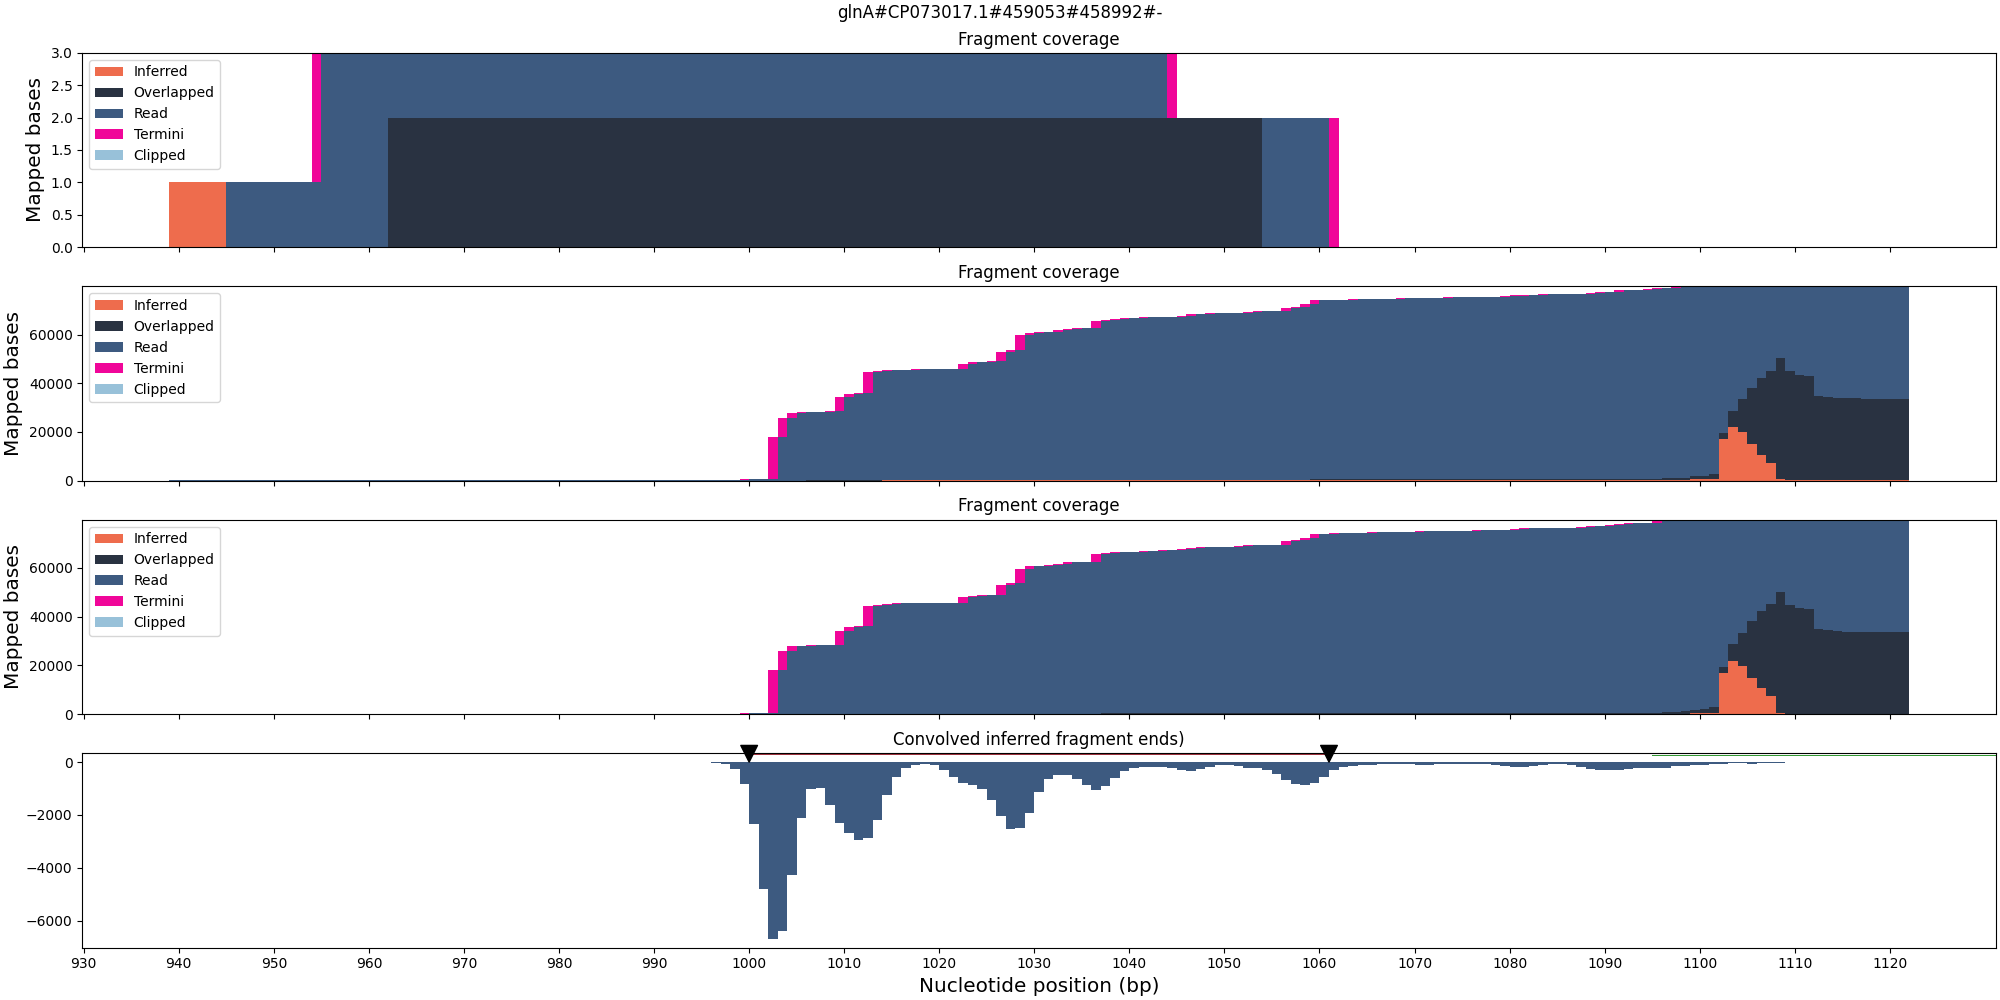 glnA#CP073017.1#459053#458992#-
Fragment coverage
Mapped bases
3.0
2.5
2.0
1.5
1.0
0.5
0.0
Inferred
Overlapped
Read
Termini
Clipped
Fragment coverage
Mapped bases
60000
40000
20000
0
Inferred
Overlapped
Read
Termini
Clipped
Fragment coverage
Mapped bases
60000
40000
20000
0
Inferred
Overlapped
Read
Termini
Clipped
Convolved inferred fragment ends)
0
−2000
−4000
−6000
930 940 950 960 970 980 990 1000 1010 1020 1030 1040 1050 1060 1070 1080 1090 1100 1110 1120
Nucleotide position (bp)